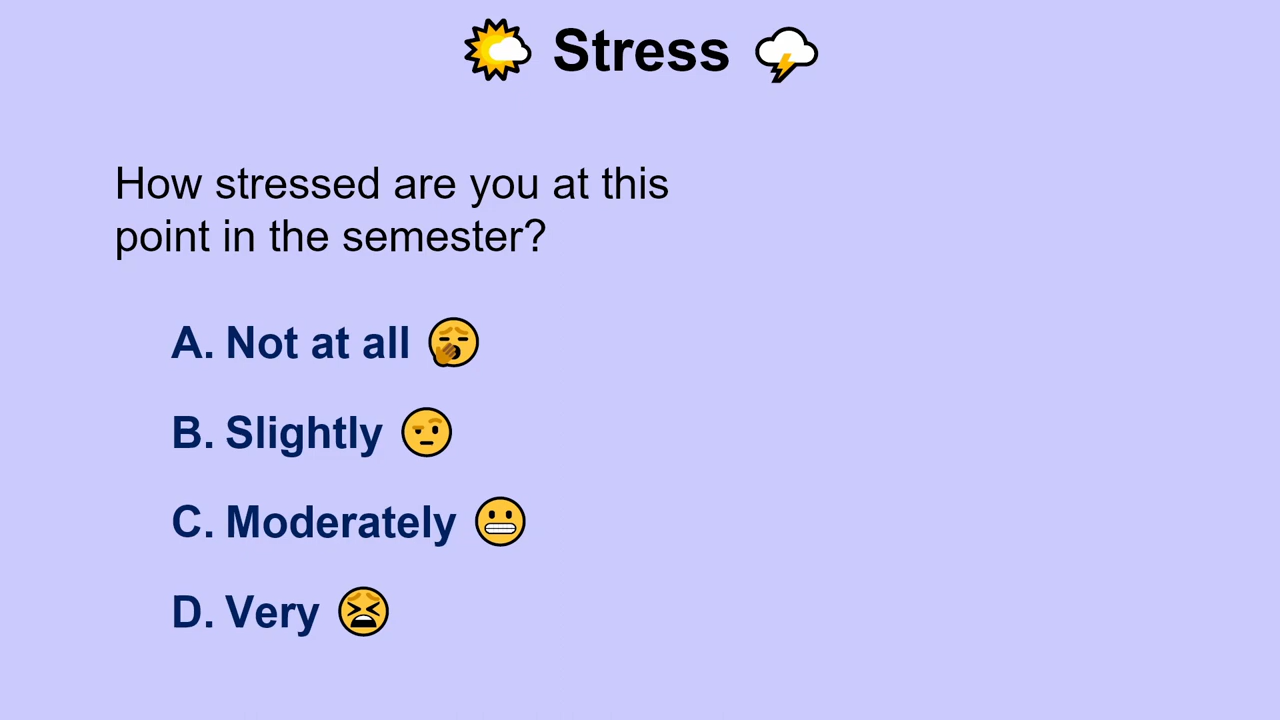 Stress
How stressed are you at this
point in the semester?
A. Not at all
B. Slightly
C. Moderately
D. Very